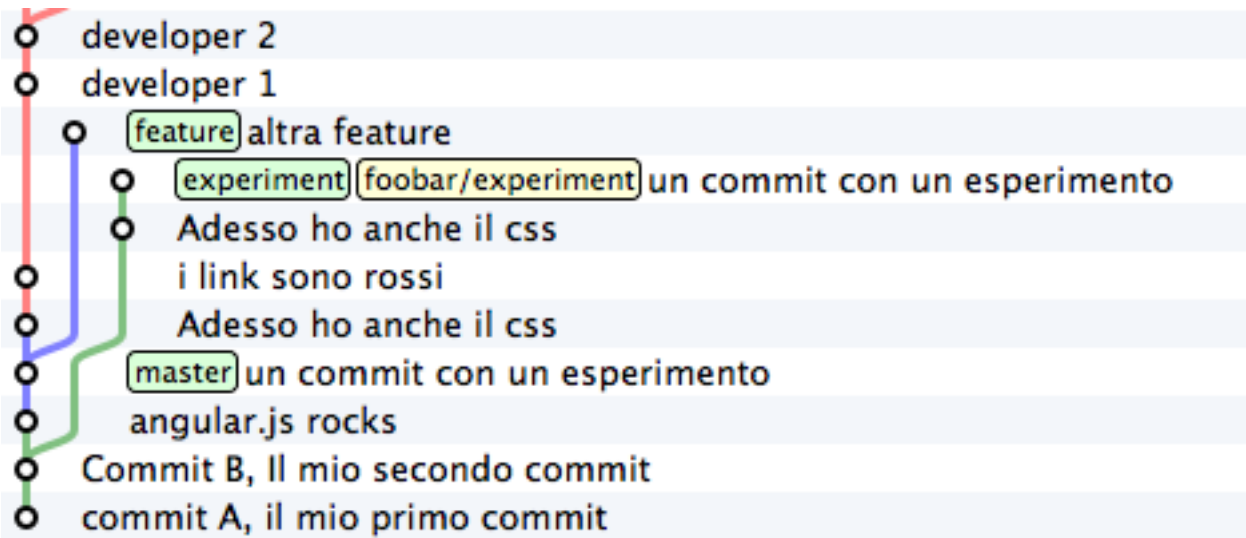 developer 2
developer 1
feature altra feature
experiment foobar/experiment un commit con un esperimento
Adesso ho anche il css
i link sono rossi
Adesso ho anche il css
master un commit con un esperimento
angular.js rocks
Commit B, Il mio secondo commit
commit A, il mio primo commit